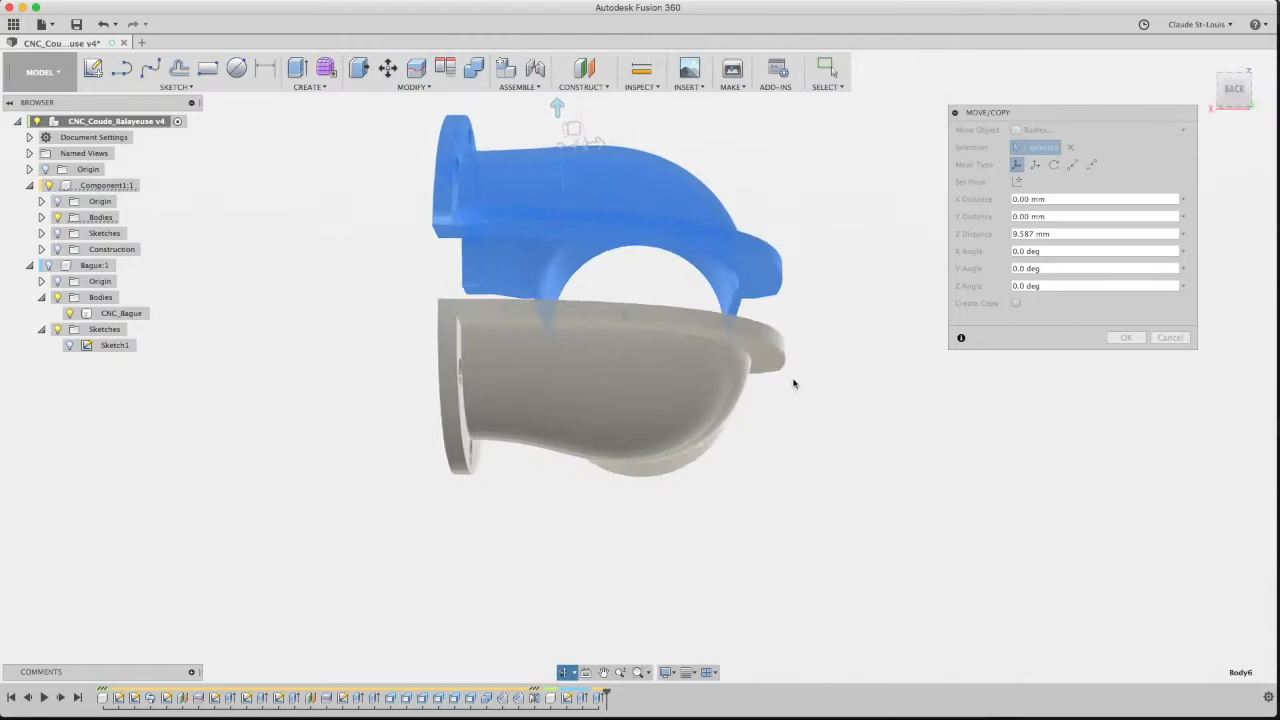 Autodesk Fusion 360
Claude St-Louis
CNC_Cou...use v4*
MODEL
SKETCH
CREATE
MODIFY
ASSEMBLE
CONSTRUCT
INSPECT
INSERT
MAKE
ADD-INS
SELECT
BROWSER
CNC_Coude_Balayeuse v4
Document Settings
Named Views
Origin
Component1:1
Origin
Bodies
Sketches
Construction
Bague:1
Origin
Bodies
CNC_Bague
Sketches
Sketch1
Z
BACK
X
MOVE/COPY
Move Object Bodies...
Selection 1 selected
Move Type
Set Pivot
X Distance 0.00 mm
Y Distance 0.00 mm
Z Distance 9.587 mm
X Angle 0.0 deg
Y Angle 0.0 deg
Z Angle 0.0 deg
Create Copy
OK Cancel
COMMENTS
Body6